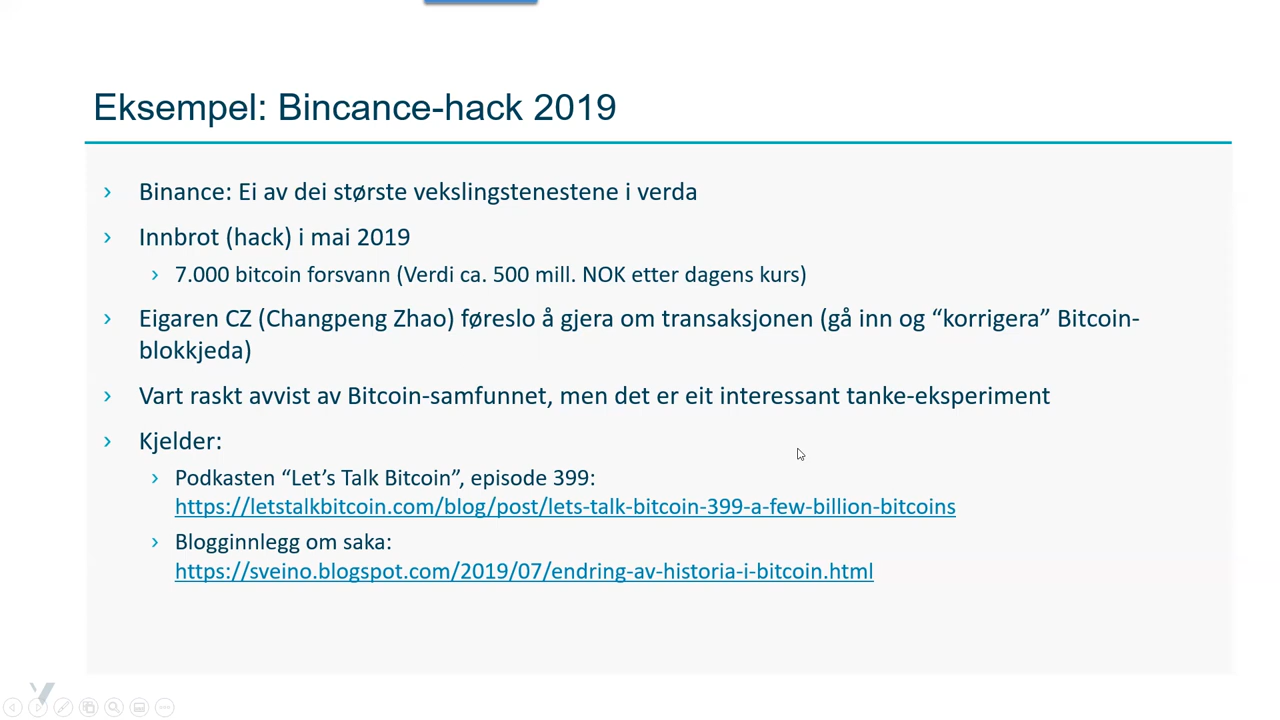 Eksempel: Bincance-hack 2019
› Binance: Ei av dei største vekslingstenestene i verda
› Innbrot (hack) i mai 2019
› 7.000 bitcoin forsvann (Verdi ca. 500 mill. NOK etter dagens kurs)
› Eigaren CZ (Changpeng Zhao) føreslo å gjera om transaksjonen (gå inn og “korrigera” Bitcoin-
blokkjeda)
› Vart raskt avvist av Bitcoin-samfunnet, men det er eit interessant tanke-eksperiment
› Kjelder:
› Podkasten “Let’s Talk Bitcoin”, episode 399:
https://letstalkbitcoin.com/blog/post/lets-talk-bitcoin-399-a-few-billion-bitcoins
› Blogginnlegg om saka:
https://sveino.blogspot.com/2019/07/endring-av-historia-i-bitcoin.html